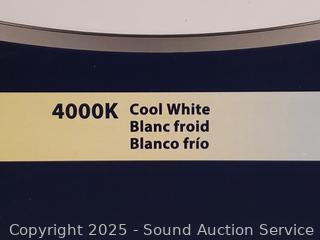 4000K Cool White
Blanc froid
Blanco frío
Copyright 2025 - Sound Auction Service